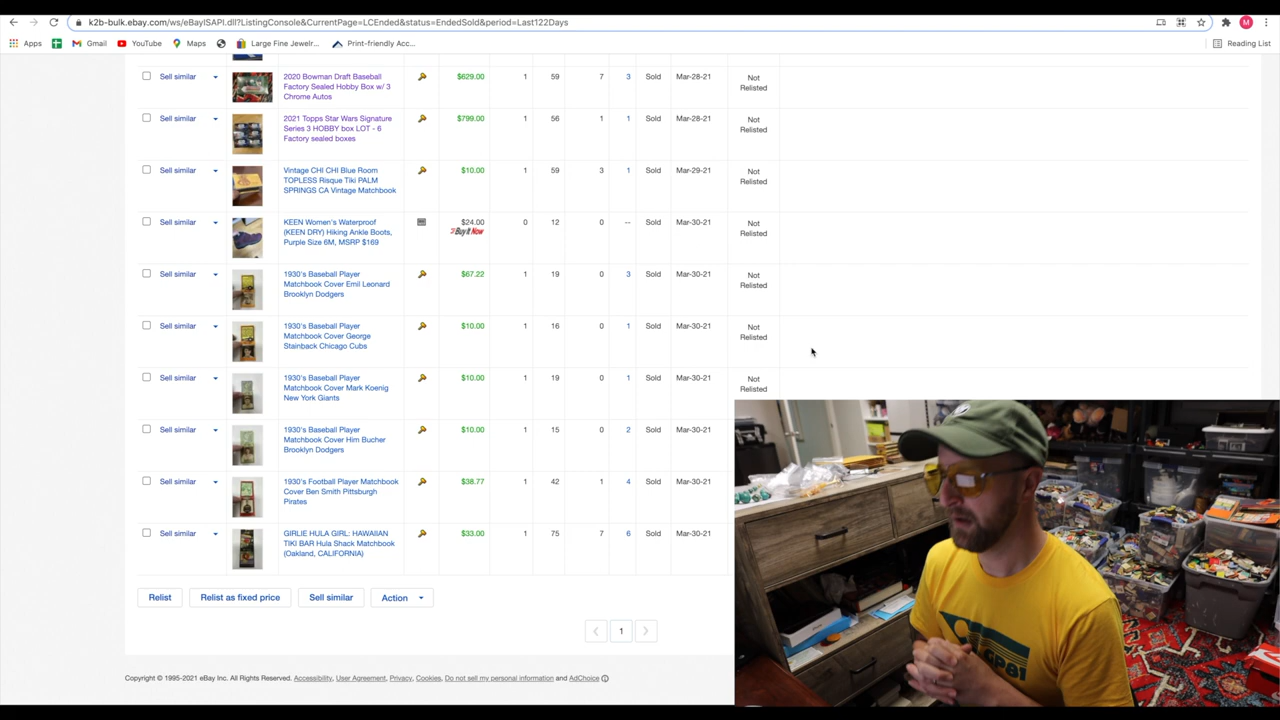 k2b-bulk.ebay.com/ws/eBayISAPI.dll?ListingConsole&CurrentPage=LCEnded&status=EndedSold&period=Last122Days
M
Apps Gmail YouTube Maps Large Fine Jewelr... Print-friendly Acc... Reading List
Sell similar 2020 Bowman Draft Baseball $629.00 1 59 7 3 Sold Mar-28-21 Not
Factory Sealed Hobby Box w/ 3 Relisted
Chrome Autos
Sell similar 2021 Topps Star Wars Signature $799.00 1 56 1 1 Sold Mar-28-21 Not
Series 3 HOBBY box LOT - 6 Relisted
Factory sealed boxes
Sell similar Vintage CHI CHI Blue Room $10.00 1 59 3 1 Sold Mar-29-21 Not
TOPLESS Risque Tiki PALM Relisted
SPRINGS CA Vintage Matchbook
Sell similar KEEN Women's Waterproof $24.00 0 12 0 -- Sold Mar-30-21 Not
(KEEN DRY) Hiking Ankle Boots, Buy It Now Relisted
Purple Size 6M, MSRP $169
Sell similar 1930's Baseball Player $67.22 1 19 0 3 Sold Mar-30-21 Not
Matchbook Cover Emil Leonard Relisted
Brooklyn Dodgers
Sell similar 1930's Baseball Player $10.00 1 16 0 1 Sold Mar-30-21 Not
Matchbook Cover George Relisted
Stainback Chicago Cubs
Sell similar 1930's Baseball Player $10.00 1 19 0 1 Sold Mar-30-21 Not
Matchbook Cover Mark Koenig Relisted
New York Giants
Sell similar 1930's Baseball Player $10.00 1 15 0 2 Sold Mar-30-21
Matchbook Cover Him Bucher
Brooklyn Dodgers
Sell similar 1930's Football Player Matchbook $38.77 1 42 1 4 Sold Mar-30-21
Cover Ben Smith Pittsburgh
Pirates
Sell similar GIRLIE HULA GIRL: HAWAIIAN $33.00 1 75 7 6 Sold Mar-30-21
TIKI BAR Hula Shack Matchbook
(Oakland, CALIFORNIA)
Relist Relist as fixed price Sell similar Action
1
Copyright © 1995-2021 eBay Inc. All Rights Reserved. Accessibility, User Agreement, Privacy, Cookies, Do not sell my personal information and AdChoice